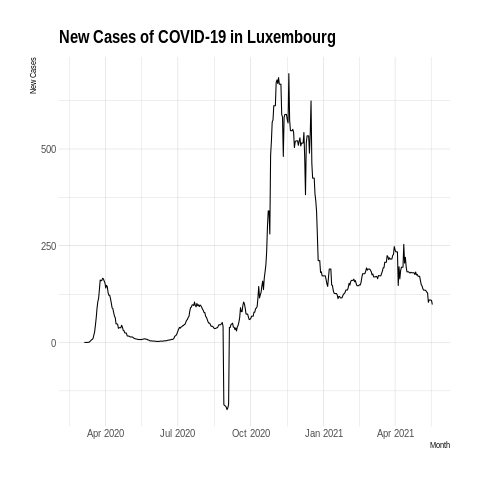 New Cases of COVID-19 in Luxembourg
New Cases
500
250
0
Apr 2020 Jul 2020 Oct 2020 Jan 2021 Apr 2021
Month